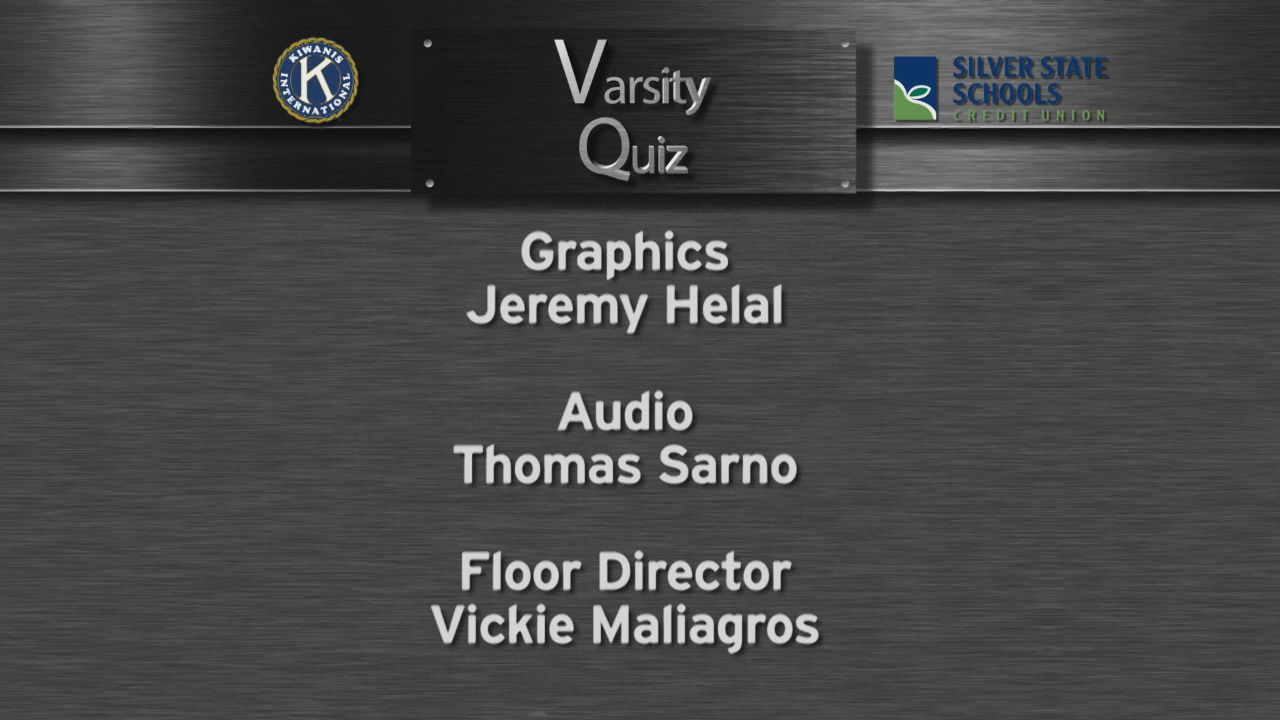 KIWANIS
K
INTERNATIONAL
Varsity
Quiz
SILVER STATE
SCHOOLS
CREDIT UNION
Graphics
Jeremy Helal
Audio
Thomas Sarno
Floor Director
Vickie Maliagros